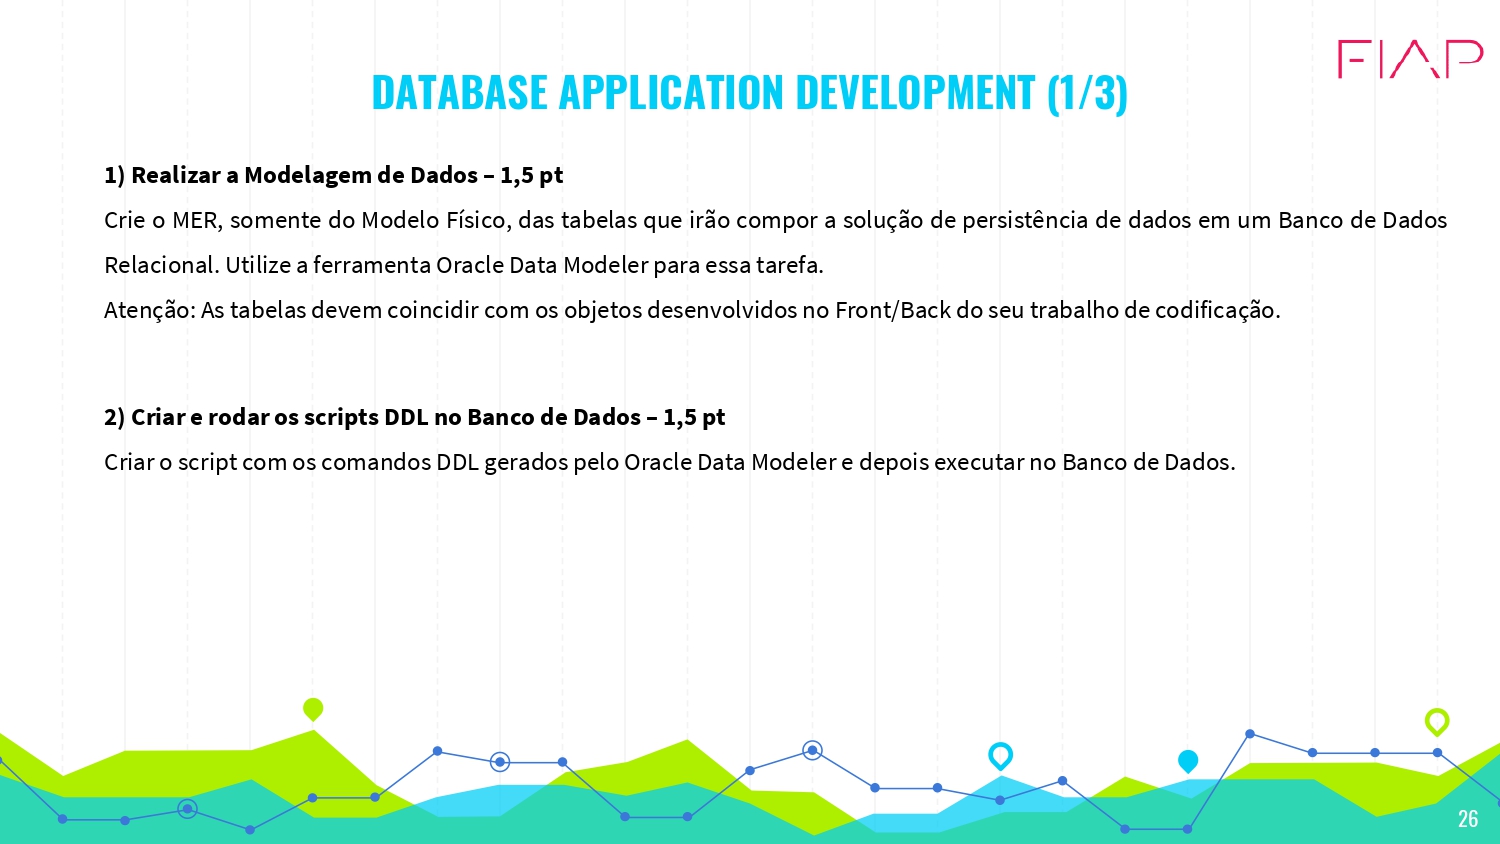 FIAP
DATABASE APPLICATION DEVELOPMENT (1/3)
1) Realizar a Modelagem de Dados – 1,5 pt
Crie o MER, somente do Modelo Físico, das tabelas que irão compor a solução de persistência de dados em um Banco de Dados
Relacional. Utilize a ferramenta Oracle Data Modeler para essa tarefa.
Atenção: As tabelas devem coincidir com os objetos desenvolvidos no Front/Back do seu trabalho de codificação.
2) Criar e rodar os scripts DDL no Banco de Dados – 1,5 pt
Criar o script com os comandos DDL gerados pelo Oracle Data Modeler e depois executar no Banco de Dados.
26